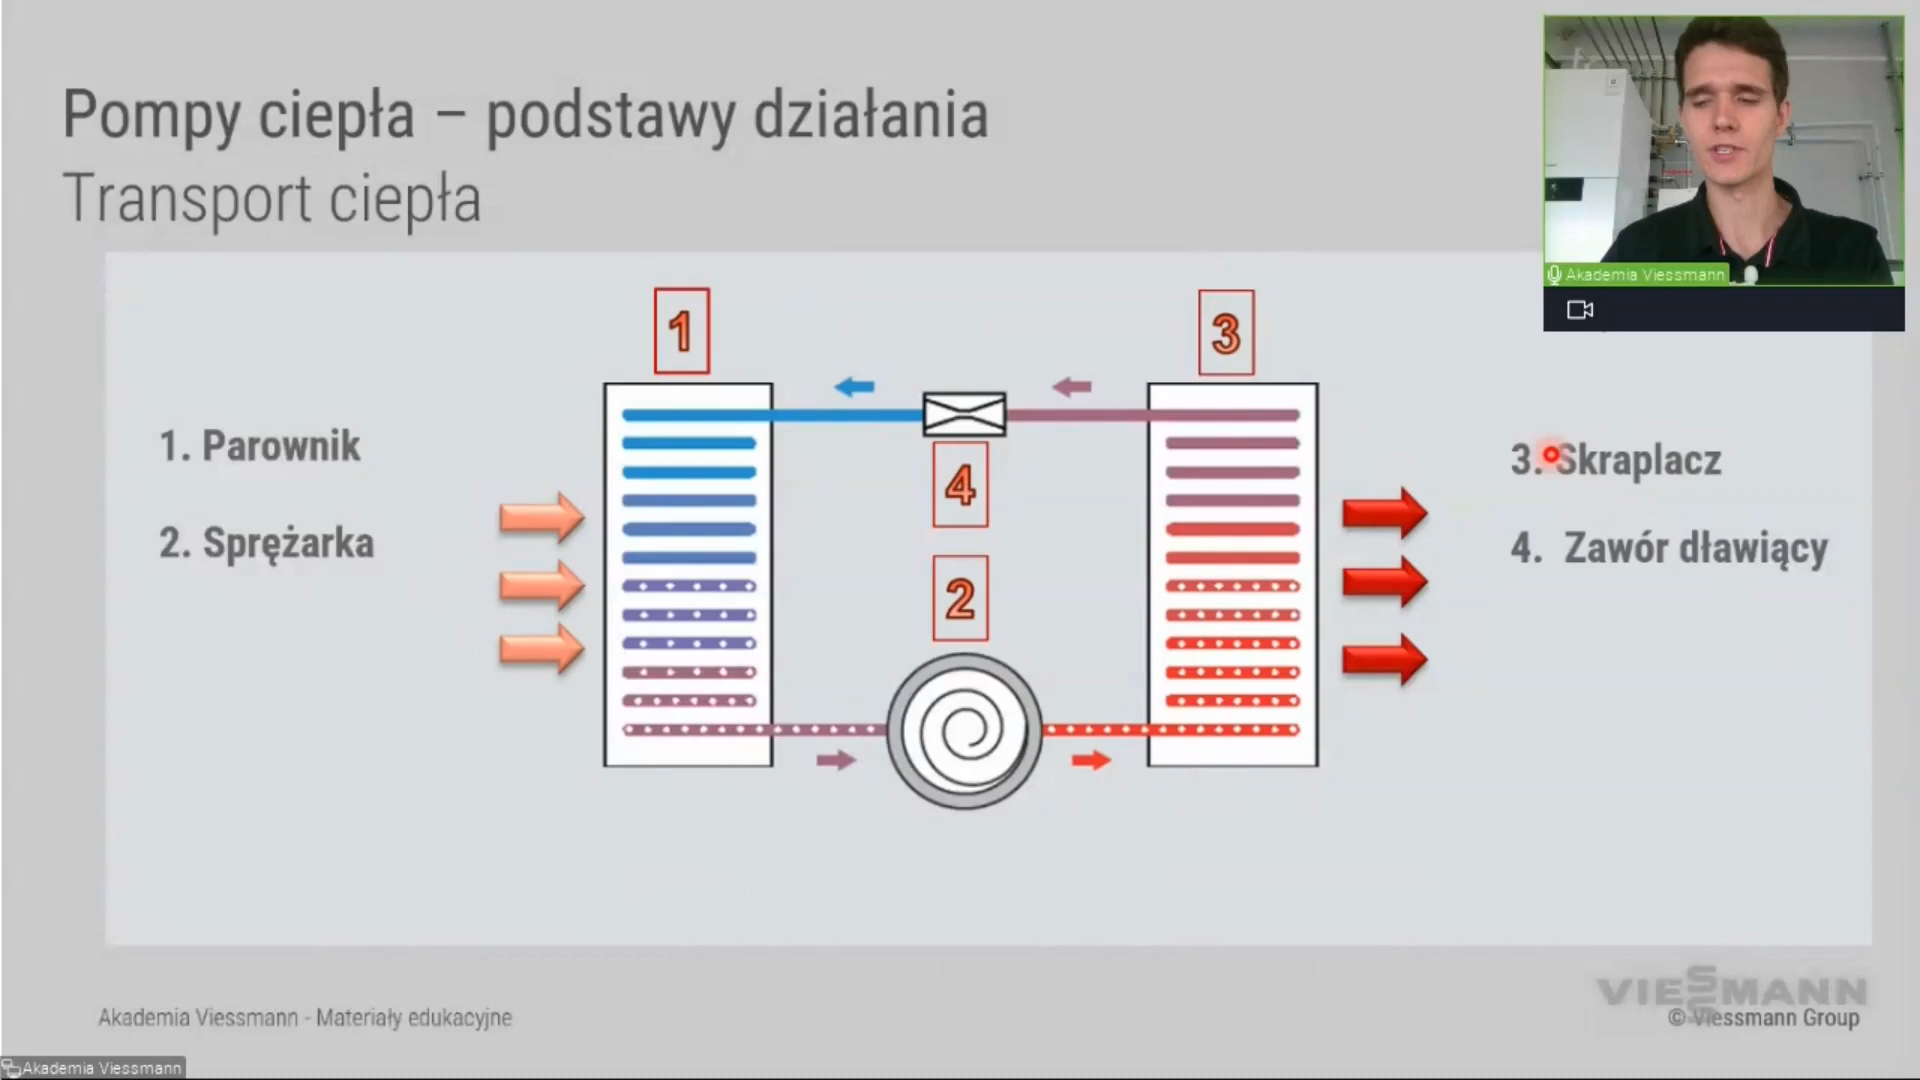 Pompy ciepła – podstawy działania
Transport ciepła
Akademia Viessmann
1
3
1. Parownik
2. Sprężarka
4
2
3. Skraplacz
4. Zawór dławiący
Akademia Viessmann - Materiały edukacyjne
VIESSMANN
© Viessmann Group
Akademia Viessmann